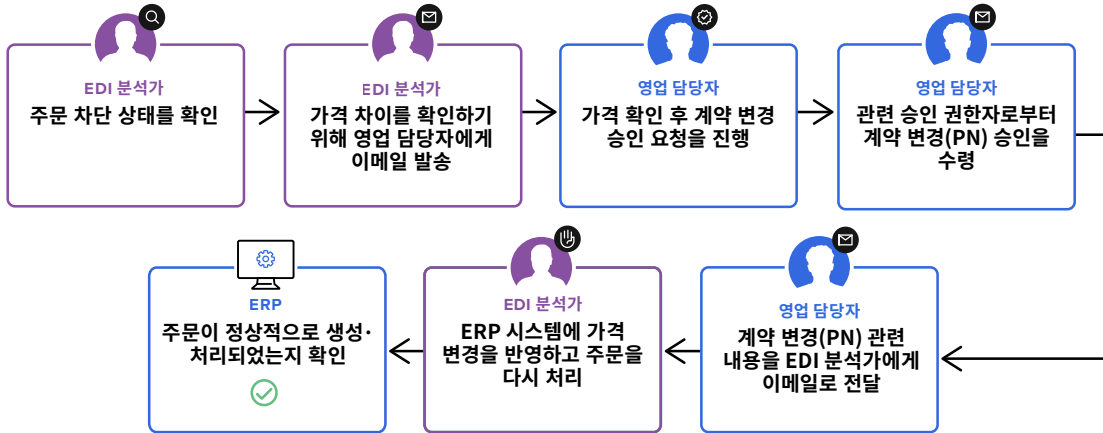 EDI 분석가
주문 차단 상태를 확인
EDI 분석가
가격 차이를 확인하기
위해 영업 담당자에게
이메일 발송
영업 담당자
가격 확인 후 계약 변경
승인 요청을 진행
영업 담당자
관련 승인 권한자로부터
계약 변경(PN) 승인을
수령
영업 담당자
계약 변경(PN) 관련
내용을 EDI 분석가에게
이메일로 전달
EDI 분석가
ERP 시스템에 가격
변경을 반영하고 주문을
다시 처리
ERP
주문이 정상적으로 생성·
처리되었는지 확인